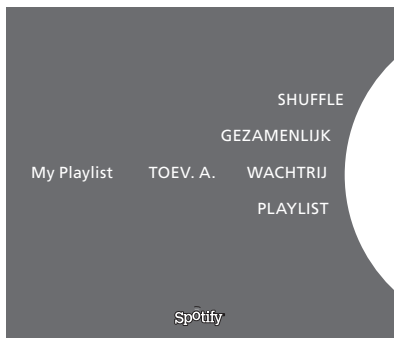 SHUFFLE
GEZAMENLIJK
My Playlist TOEV. A. WACHTRIJ
PLAYLIST
Spotify